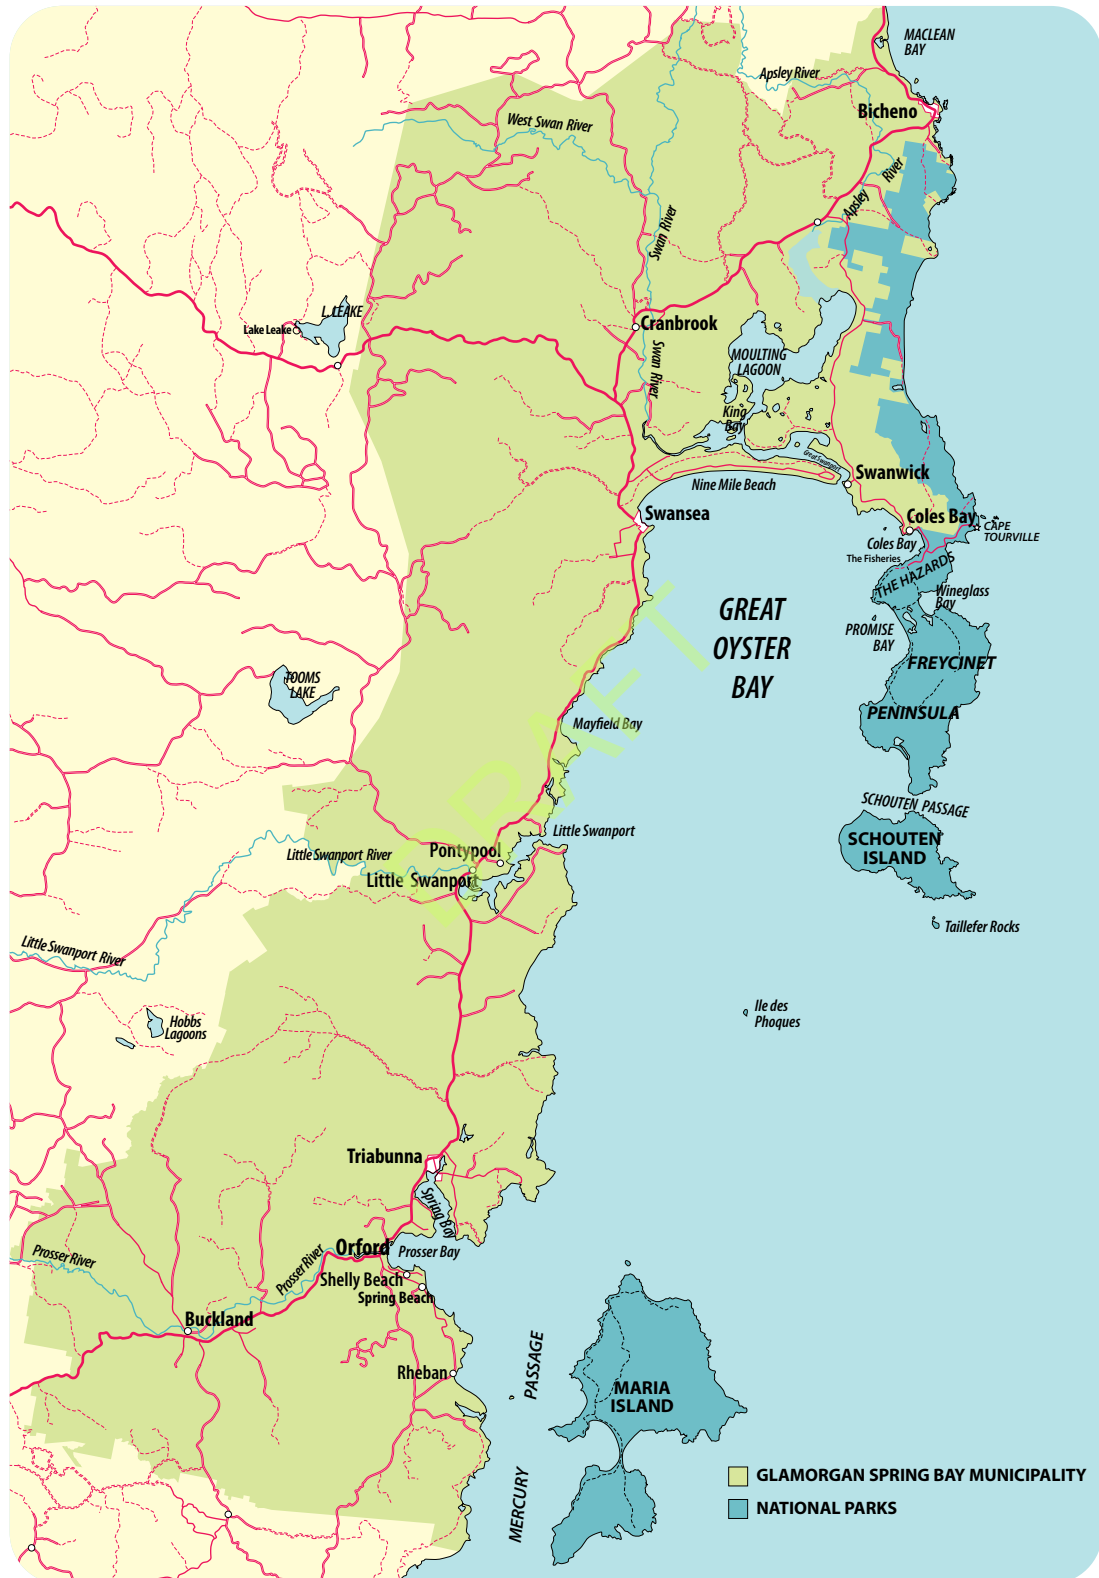 MACLEAN
BAY
Apsley River
Bicheno
West Swan River
Apsley River
Swan River
L. LEAKE
Lake Leake
Cranbrook
Swan River
MOULTING
LAGOON
King
Bay
Great Swanport
Swanwick
Nine Mile Beach
Swansea
Coles Bay
CAPE
TOURVILLE
Coles Bay
The Fisheries
THE HAZARDS
Wineglass
Bay
GREAT
OYSTER
BAY
PROMISE
BAY
FREYCINET
PENINSULA
TOOMS
LAKE
Mayfield Bay
DRAFT
SCHOUTEN PASSAGE
SCHOUTEN
ISLAND
Little Swanport
Pontypool
Little Swanport River
Little Swanport
Taillefer Rocks
Little Swanport River
Ile des
Phoques
Hobbs
Lagoons
Triabunna
Spring Bay
Orford
Prosser Bay
Prosser River
Prosser River
Shelly Beach
Spring Beach
Buckland
Rheban
MERCURY PASSAGE
MARIA
ISLAND
GLAMORGAN SPRING BAY MUNICIPALITY
NATIONAL PARKS